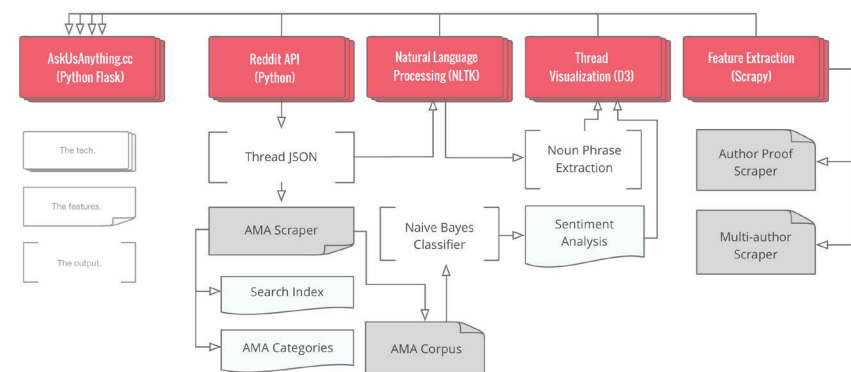 AskUsAnything.cc
(Python Flask)
Reddit API
(Python)
Natural Language
Processing (NLTK)
Thread
Visualization (D3)
Feature Extraction
(Scrapy)
The tech.
Thread JSON
Noun Phrase
Extraction
Author Proof
Scraper
The features.
AMA Scraper
Naive Bayes
Classifier
Sentiment
Analysis
Multi-author
Scraper
The output.
Search Index
AMA Categories
AMA Corpus